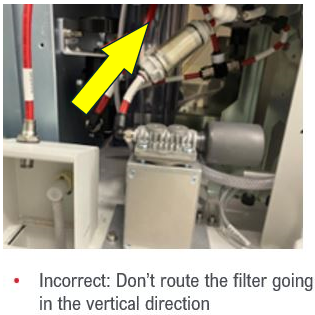 • Incorrect: Don't route the filter going
in the vertical direction